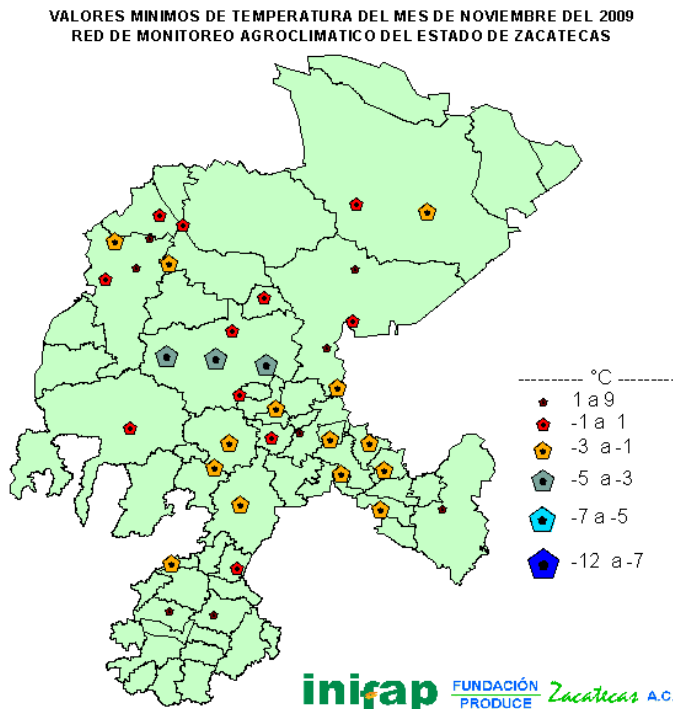 VALORES MINIMOS DE TEMPERATURA DEL MES DE NOVIEMBRE DEL 2009
RED DE MONITOREO AGROCLIMATICO DEL ESTADO DE ZACATECAS
---------- °C ---------
1 a 9
-1 a 1
-3 a -1
-5 a -3
-7 a -5
-12 a -7
inifap
FUNDACIÓN
PRODUCE
Zacatecas A.C.